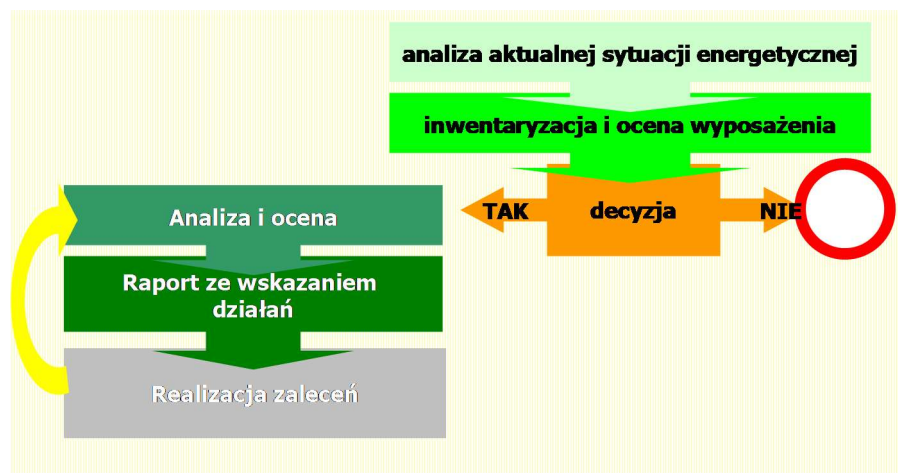 analiza aktualnej sytuacji energetycznej
inwentaryzacja i ocena wyposażenia
TAK
decyzja
NIE
Analiza i ocena
Raport ze wskazaniem
działań
Realizacja zaleceń